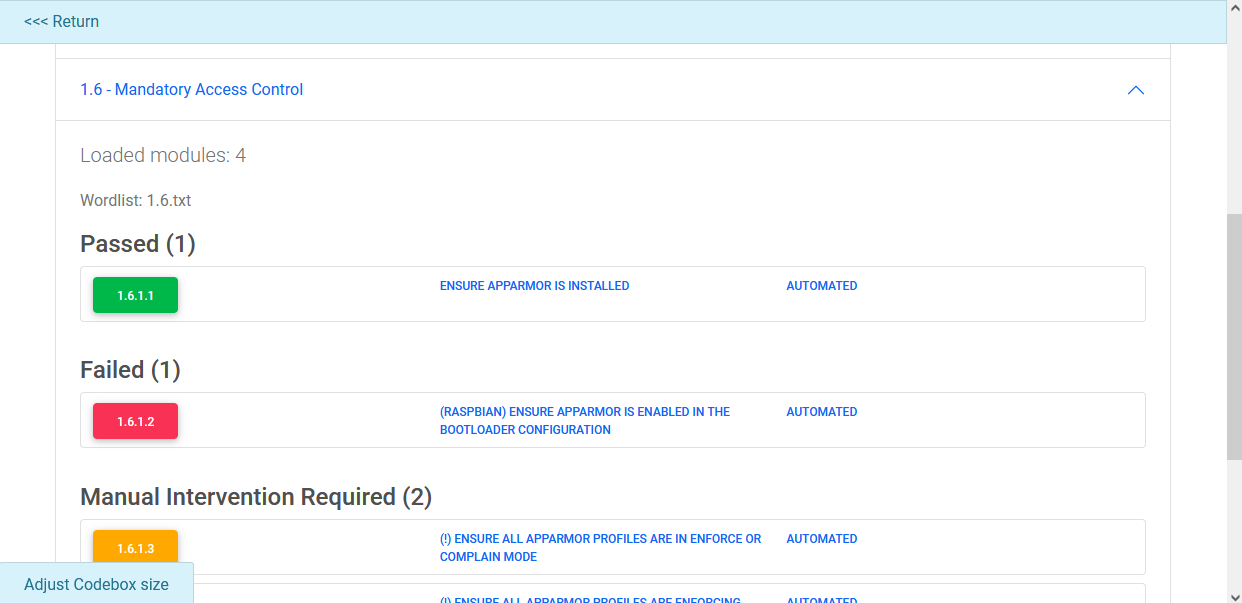 <<< Return
1.6 - Mandatory Access Control
Loaded modules: 4
Wordlist: 1.6.txt
Passed (1)
1.6.1.1
ENSURE APPARMOR IS INSTALLED
AUTOMATED
Failed (1)
1.6.1.2
(RASPBIAN) ENSURE APPARMOR IS ENABLED IN THE
BOOTLOADER CONFIGURATION
AUTOMATED
Manual Intervention Required (2)
1.6.1.3
(!) ENSURE ALL APPARMOR PROFILES ARE IN ENFORCE OR
COMPLAIN MODE
AUTOMATED
Adjust Codebox size
(!) ENSURE ALL APPARMOR PROFILES ARE ENFORCING
AUTOMATED